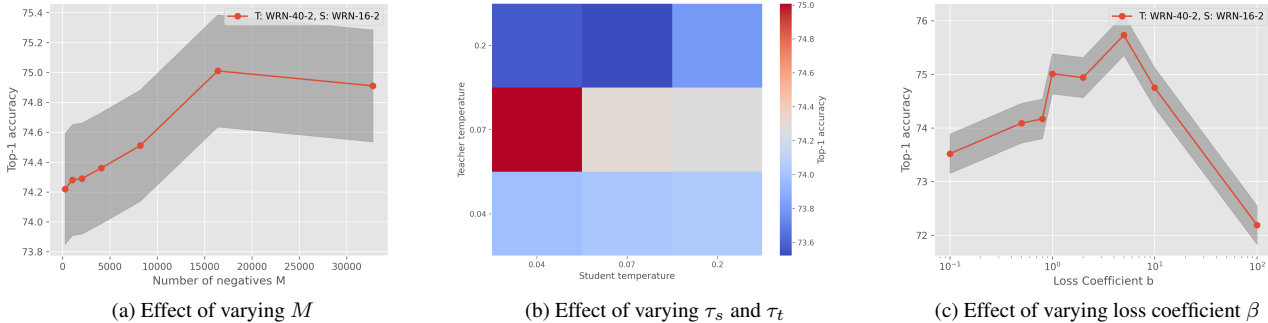 75.4
75.2
75.0
74.8
74.6
74.4
74.2
74.0
73.8
Top-1 accuracy
T: WRN-40-2, S: WRN-16-2
0 5000 10000 15000 20000 25000 30000
Number of negatives M
(a) Effect of varying M
0.2
0.07
0.04
Teacher temperature
0.04 0.07 0.2
Student temperature
75.0
74.8
74.6
74.4
74.2
74.0
73.8
73.6
Top-1 accuracy
(b) Effect of varying τs and τt
76
75
74
73
72
Top-1 accuracy
T: WRN-40-2, S: WRN-16-2
10⁻¹ 10⁰ 10¹ 10²
Loss Coefficient b
(c) Effect of varying loss coefficient β